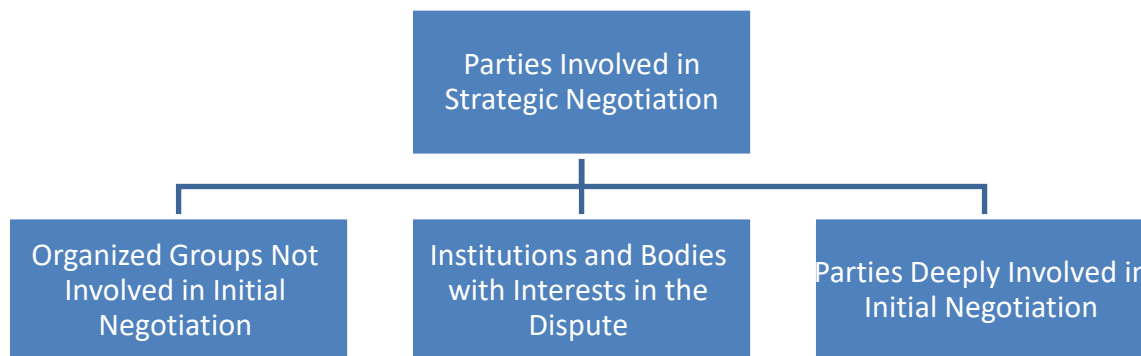 Parties Involved in
Strategic Negotiation
Organized Groups Not
Involved in Initial
Negotiation
Institutions and Bodies
with Interests in the
Dispute
Parties Deeply Involved in
Initial Negotiation